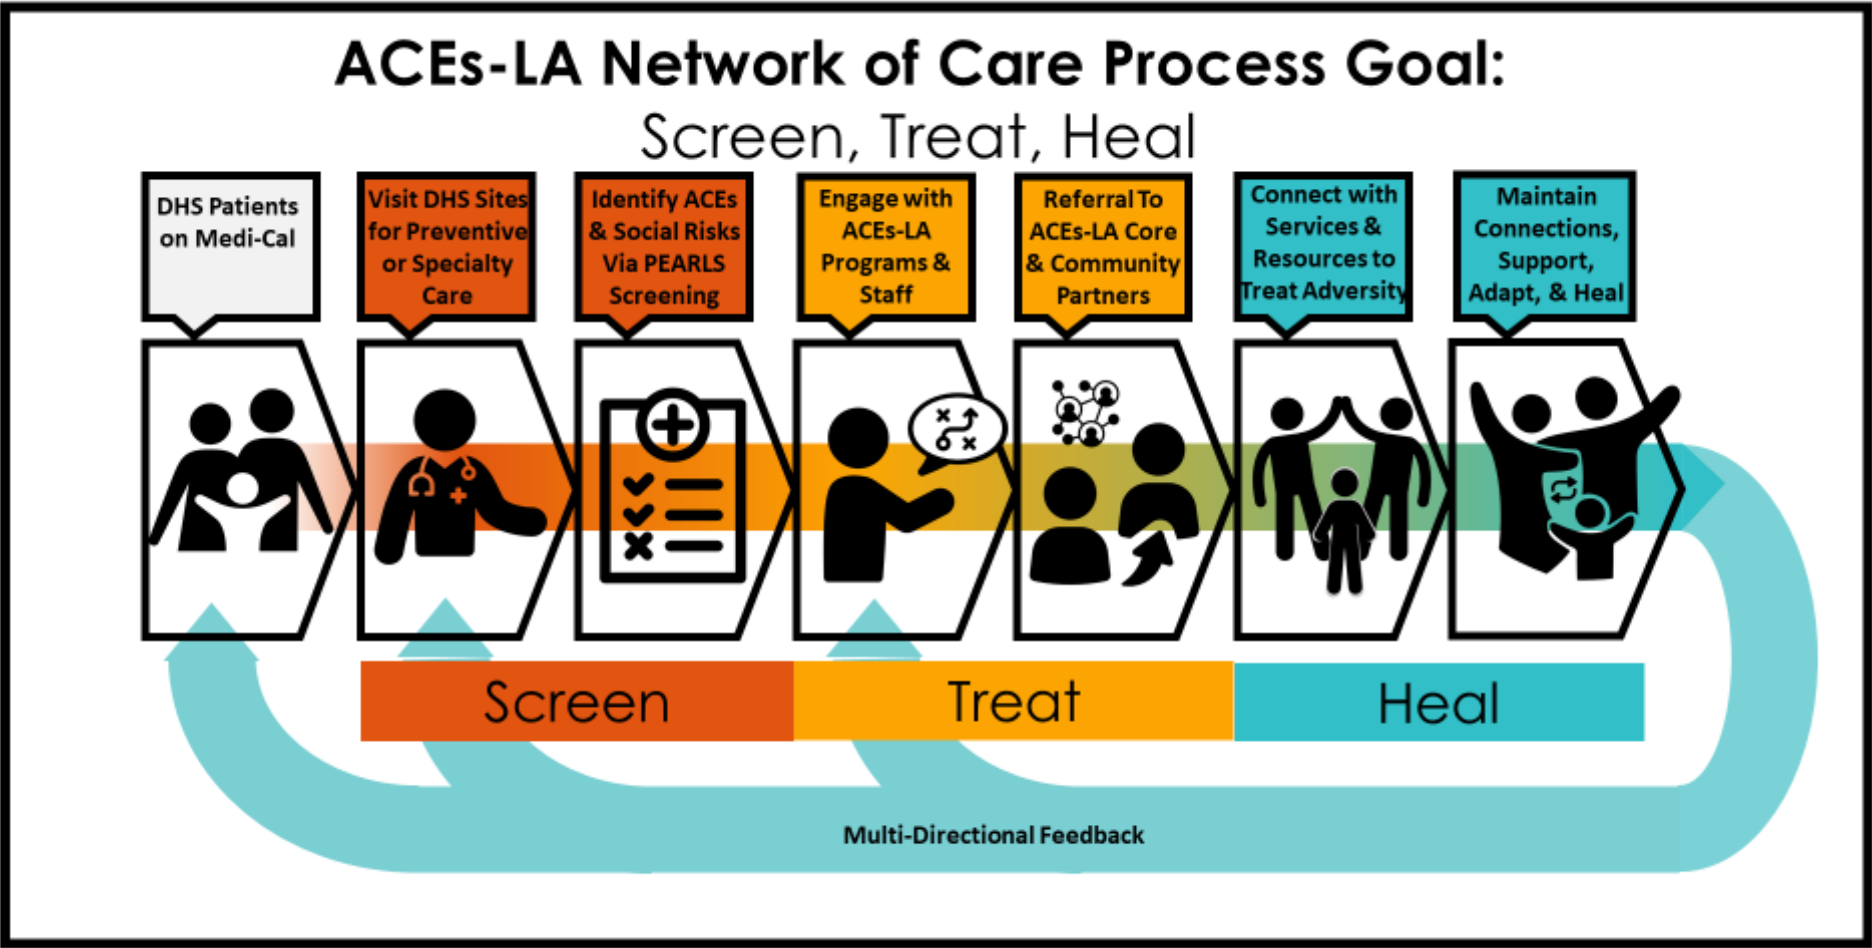 ACEs-LA Network of Care Process Goal:
Screen, Treat, Heal
DHS Patients
on Medi-Cal
Visit DHS Sites
for Preventive
or Specialty
Care
Identify ACEs
& Social Risks
Via PEARLS
Screening
Engage with
ACEs-LA
Programs &
Staff
Referral To
ACEs-LA Core
& Community
Partners
Connect with
Services &
Resources to
Treat Adversity
Maintain
Connections,
Support,
Adapt, & Heal
Screen
Treat
Heal
Multi-Directional Feedback